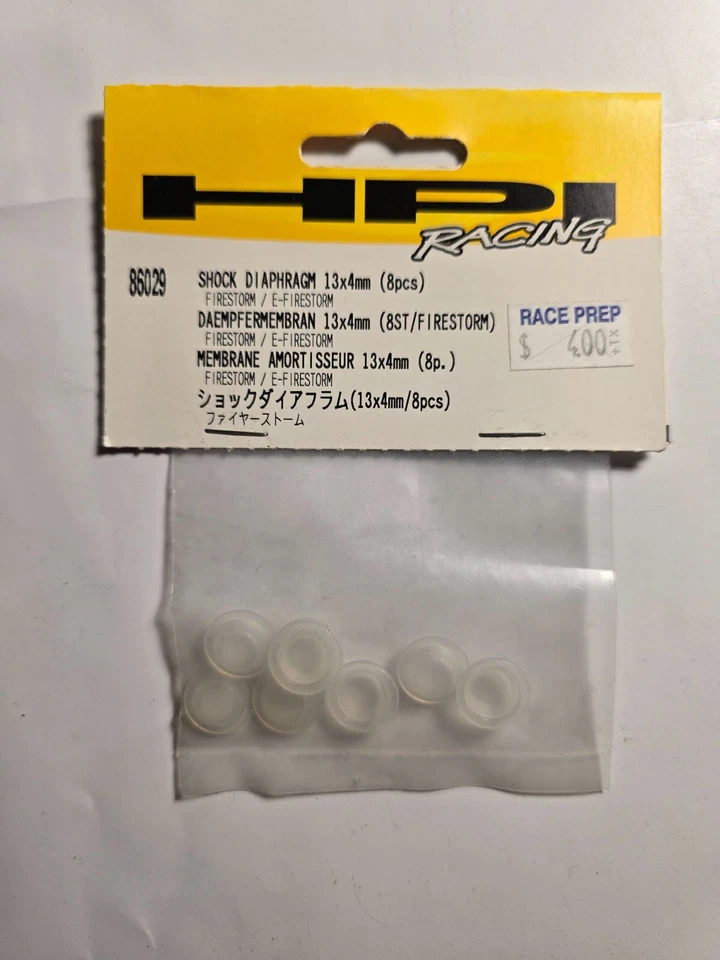 HPI
RACING
86029
SHOCK DIAPHRAGM 13x4mm (8pcs)
FIRESTORM / E-FIRESTORM
DAEMPFERMEMBRAN 13x4mm (8ST/FIRESTORM)
FIRESTORM / E-FIRESTORM
MEMBRANE AMORTISSEUR 13x4mm (8p.)
FIRESTORM / E-FIRESTORM
ショックダイアフラム(13x4mm/8pcs)
ファイヤーストーム
RACE PREP
$ 4.00 +TX